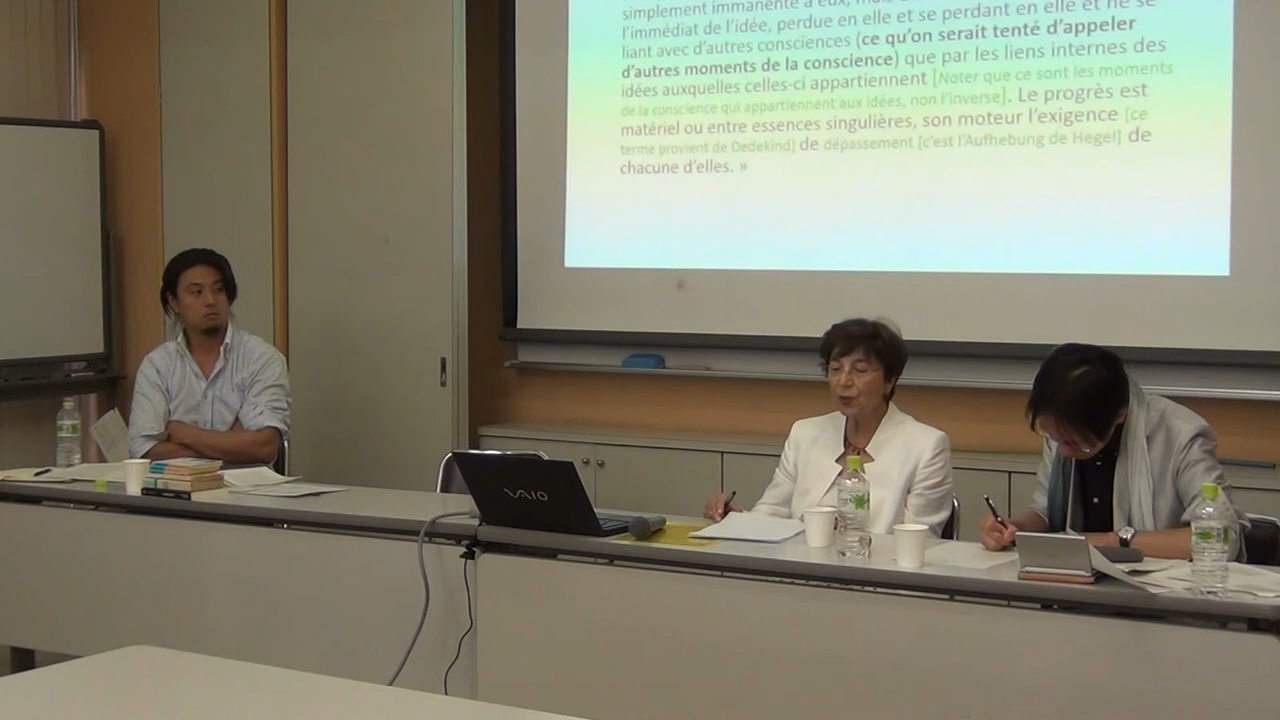 simplement immanente à eux, mais
l'immédiat de l'idée, perdue en elle et se perdant en elle et ne se
liant avec d'autres consciences (ce qu'on serait tenté d'appeler
d'autres moments de la conscience) que par les liens internes des
idées auxquelles celles-ci appartiennent [Noter que ce sont les moments
de la conscience qui appartiennent aux idées, non l'inverse]. Le progrès est
matériel ou entre essences singulières, son moteur l'exigence [ce
terme provient de Dedekind] de dépassement [c'est l'Aufhebung de Hegel] de
chacune d'elles. »
VAIO